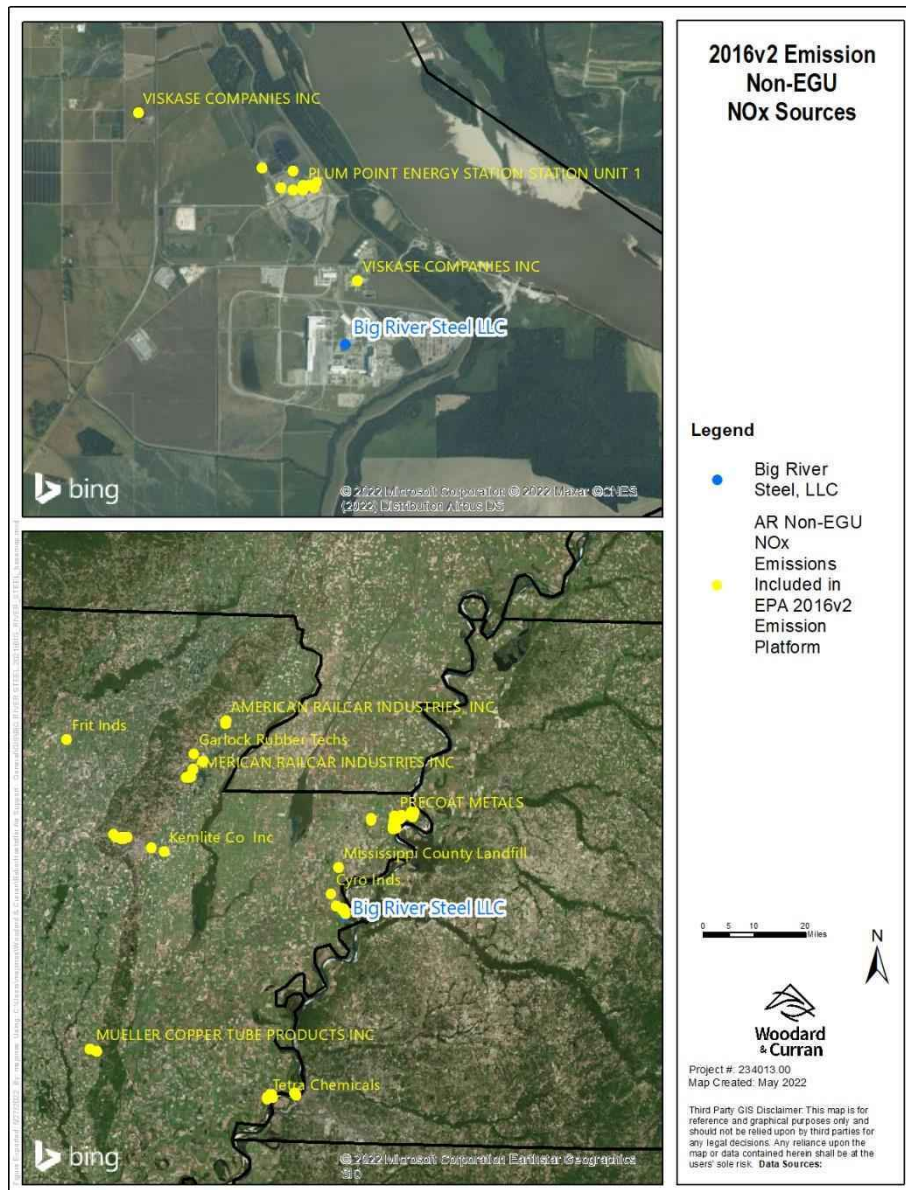 VISKASE COMPANIES INC
PLUM POINT ENERGY STATION STATION UNIT 1
VISKASE COMPANIES INC
Big River Steel LLC
bing
© 2022 Microsoft Corporation © 2022 Maxar ©CNES
(2022) Distribution Airbus DS
AMERICAN RAILCAR INDUSTRIES, INC
Frit Inds
Garlock Rubber Techs
AMERICAN RAILCAR INDUSTRIES INC
PRECOAT METALS
Kemlite Co Inc
Mississippi County Landfill
Cyro Inds
Big River Steel LLC
MUELLER COPPER TUBE PRODUCTS INC
Tetra Chemicals
bing
© 2022 Microsoft Corporation Earthstar Geographics
SIO
2016v2 Emission
Non-EGU
NOx Sources
Legend
Big River
Steel, LLC
AR Non-EGU
NOx
Emissions
Included in
EPA 2016v2
Emission
Platform
0 5 10 20
Miles
N
Woodard
& Curran
Project #: 234013.00
Map Created: May 2022
Third Party GIS Disclaimer: This map is for
reference and graphical purposes only and
should not be relied upon by third parties for
any legal decisions. Any reliance upon the
map or data contained herein shall be at the
users' sole risk. Data Sources: